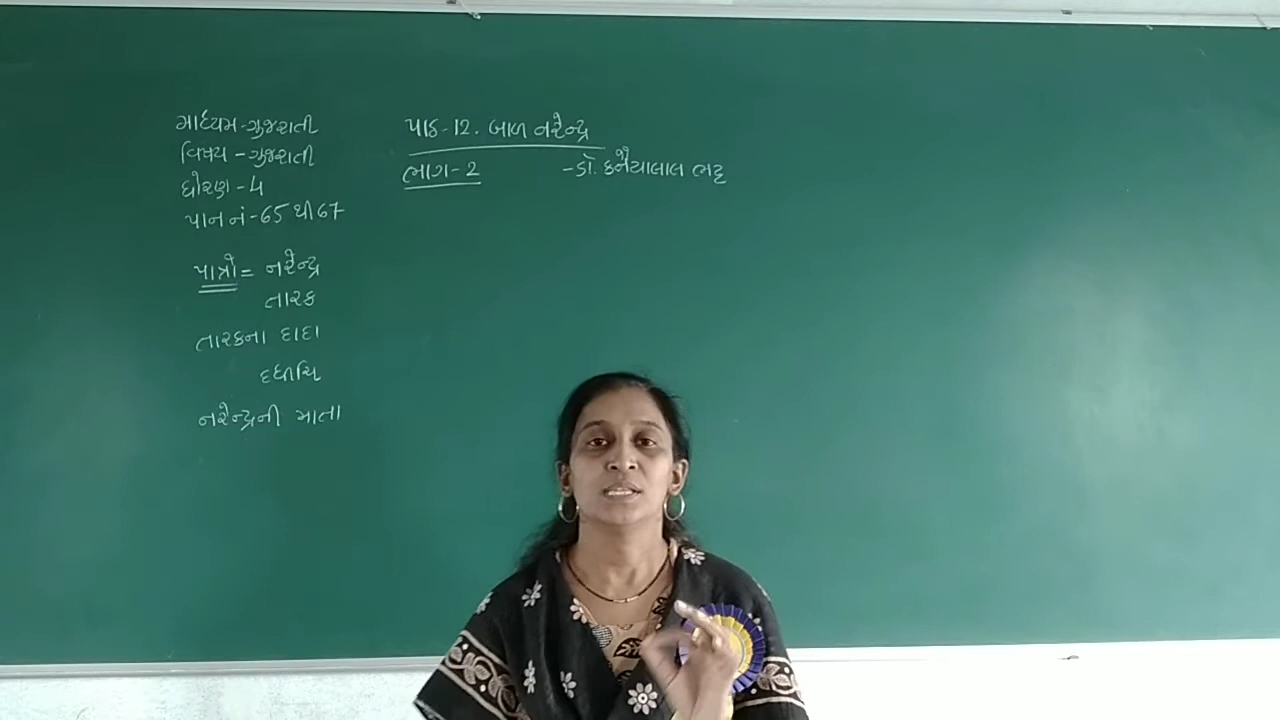 માધ્યમ-ગુજરાતી
વિષય-ગુજરાતી
ધોરણ-4
પાન નં-65 થી 67
પાત્રો= નરેન્દ્ર
તારક
તારકના દાદા
દધીચિ
નરેન્દ્રની માતા
પાઠ-12. બાળ નરેન્દ્ર
ભાગ-2
-ડૉ. કનૈયાલાલ ભટ્ટ